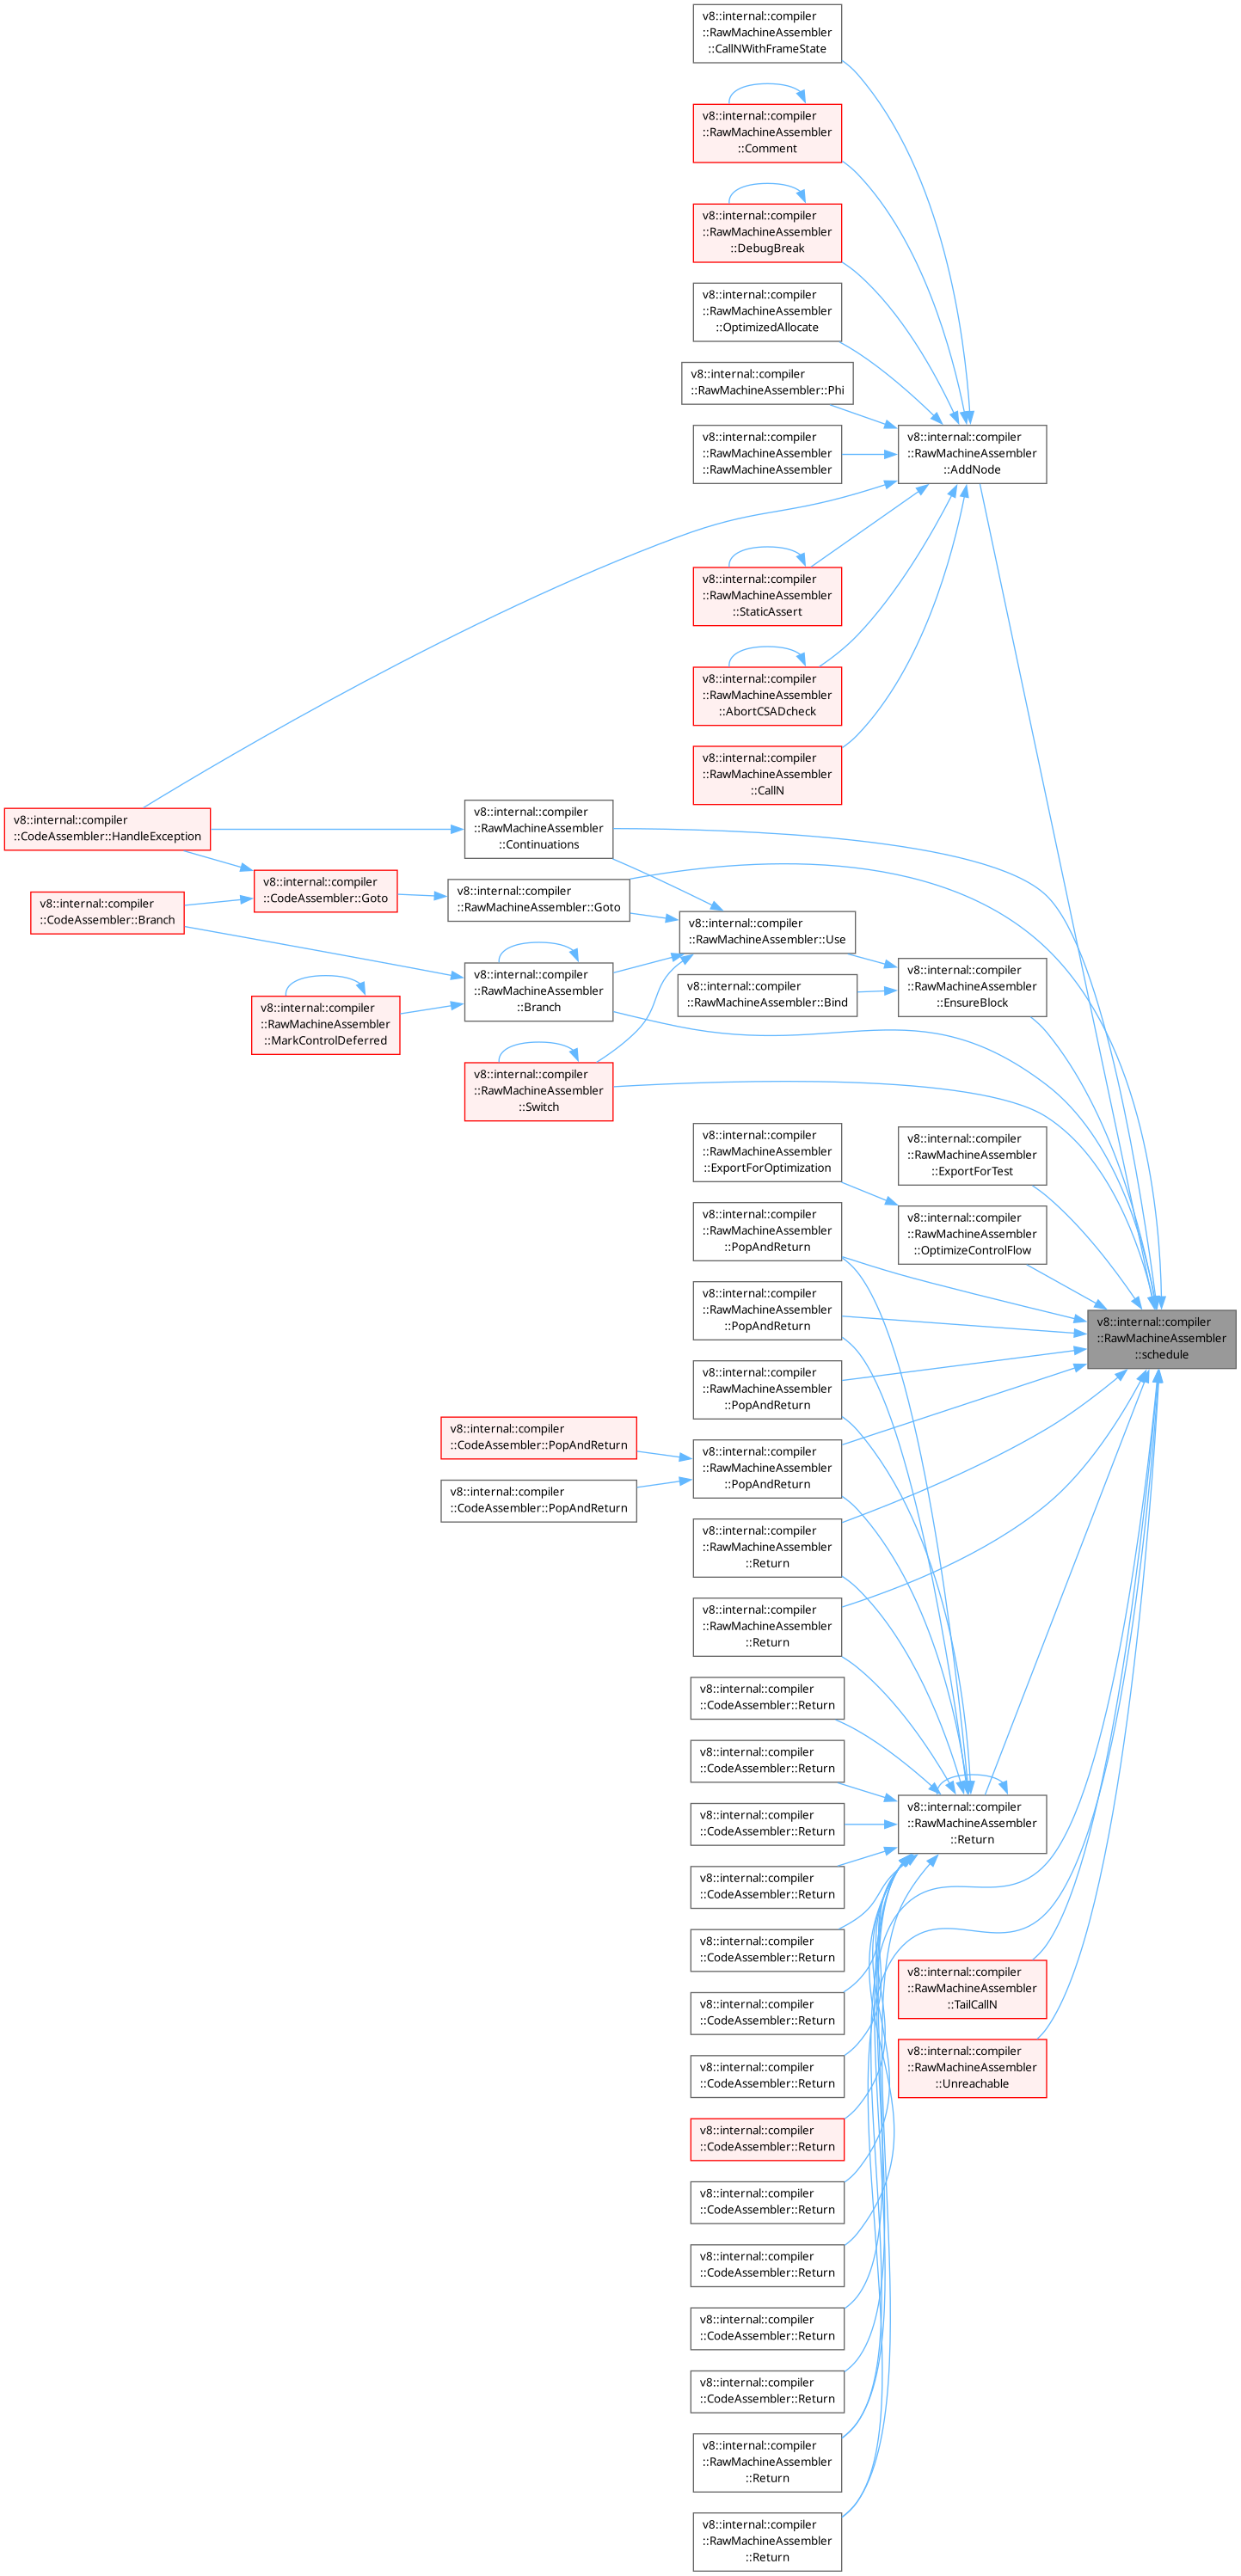 v8::internal::compiler
::RawMachineAssembler
::CallNWithFrameState
v8::internal::compiler
::RawMachineAssembler
::Comment
v8::internal::compiler
::RawMachineAssembler
::DebugBreak
v8::internal::compiler
::RawMachineAssembler
::OptimizedAllocate
v8::internal::compiler
::RawMachineAssembler::Phi
v8::internal::compiler
::RawMachineAssembler
::RawMachineAssembler
v8::internal::compiler
::RawMachineAssembler
::AddNode
v8::internal::compiler
::RawMachineAssembler
::StaticAssert
v8::internal::compiler
::RawMachineAssembler
::AbortCSADcheck
v8::internal::compiler
::RawMachineAssembler
::CallN
v8::internal::compiler
::CodeAssembler::HandleException
v8::internal::compiler
::RawMachineAssembler
::Continuations
v8::internal::compiler
::CodeAssembler::Goto
v8::internal::compiler
::RawMachineAssembler::Goto
v8::internal::compiler
::CodeAssembler::Branch
v8::internal::compiler
::RawMachineAssembler::Use
v8::internal::compiler
::RawMachineAssembler
::EnsureBlock
v8::internal::compiler
::RawMachineAssembler
::Branch
v8::internal::compiler
::RawMachineAssembler::Bind
v8::internal::compiler
::RawMachineAssembler
::MarkControlDeferred
v8::internal::compiler
::RawMachineAssembler
::Switch
v8::internal::compiler
::RawMachineAssembler
::ExportForOptimization
v8::internal::compiler
::RawMachineAssembler
::ExportForTest
v8::internal::compiler
::RawMachineAssembler
::PopAndReturn
v8::internal::compiler
::RawMachineAssembler
::OptimizeControlFlow
v8::internal::compiler
::RawMachineAssembler
::PopAndReturn
v8::internal::compiler
::RawMachineAssembler
::schedule
v8::internal::compiler
::RawMachineAssembler
::PopAndReturn
v8::internal::compiler
::CodeAssembler::PopAndReturn
v8::internal::compiler
::RawMachineAssembler
::PopAndReturn
v8::internal::compiler
::CodeAssembler::PopAndReturn
v8::internal::compiler
::RawMachineAssembler
::Return
v8::internal::compiler
::RawMachineAssembler
::Return
v8::internal::compiler
::CodeAssembler::Return
v8::internal::compiler
::CodeAssembler::Return
v8::internal::compiler
::RawMachineAssembler
::Return
v8::internal::compiler
::CodeAssembler::Return
v8::internal::compiler
::CodeAssembler::Return
v8::internal::compiler
::CodeAssembler::Return
v8::internal::compiler
::RawMachineAssembler
::TailCallN
v8::internal::compiler
::CodeAssembler::Return
v8::internal::compiler
::RawMachineAssembler
::Unreachable
v8::internal::compiler
::CodeAssembler::Return
v8::internal::compiler
::CodeAssembler::Return
v8::internal::compiler
::CodeAssembler::Return
v8::internal::compiler
::CodeAssembler::Return
v8::internal::compiler
::CodeAssembler::Return
v8::internal::compiler
::CodeAssembler::Return
v8::internal::compiler
::RawMachineAssembler
::Return
v8::internal::compiler
::RawMachineAssembler
::Return